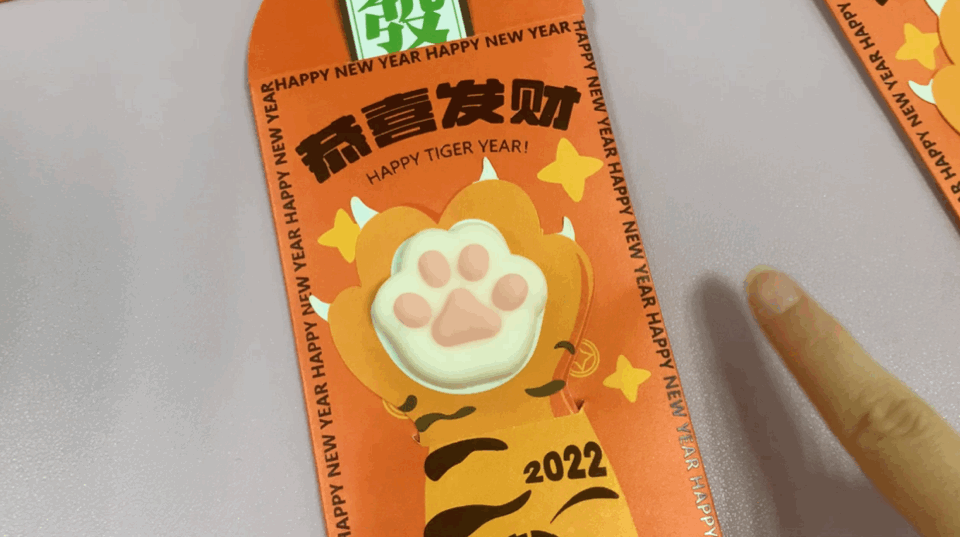 發
HAPPY NEW YEAR HAPPY NEW YEAR
恭喜发财
HAPPY TIGER YEAR!
HAPPY NEW YEAR HAPPY NEW YEAR HAPPY NEW YEAR HAPPY NEW YEAR
HAPPY NEW YEAR HAPPY NEW YEAR HAPPY NEW YEAR HAPPY
2022
HAPPY NEW YEAR HAPPY